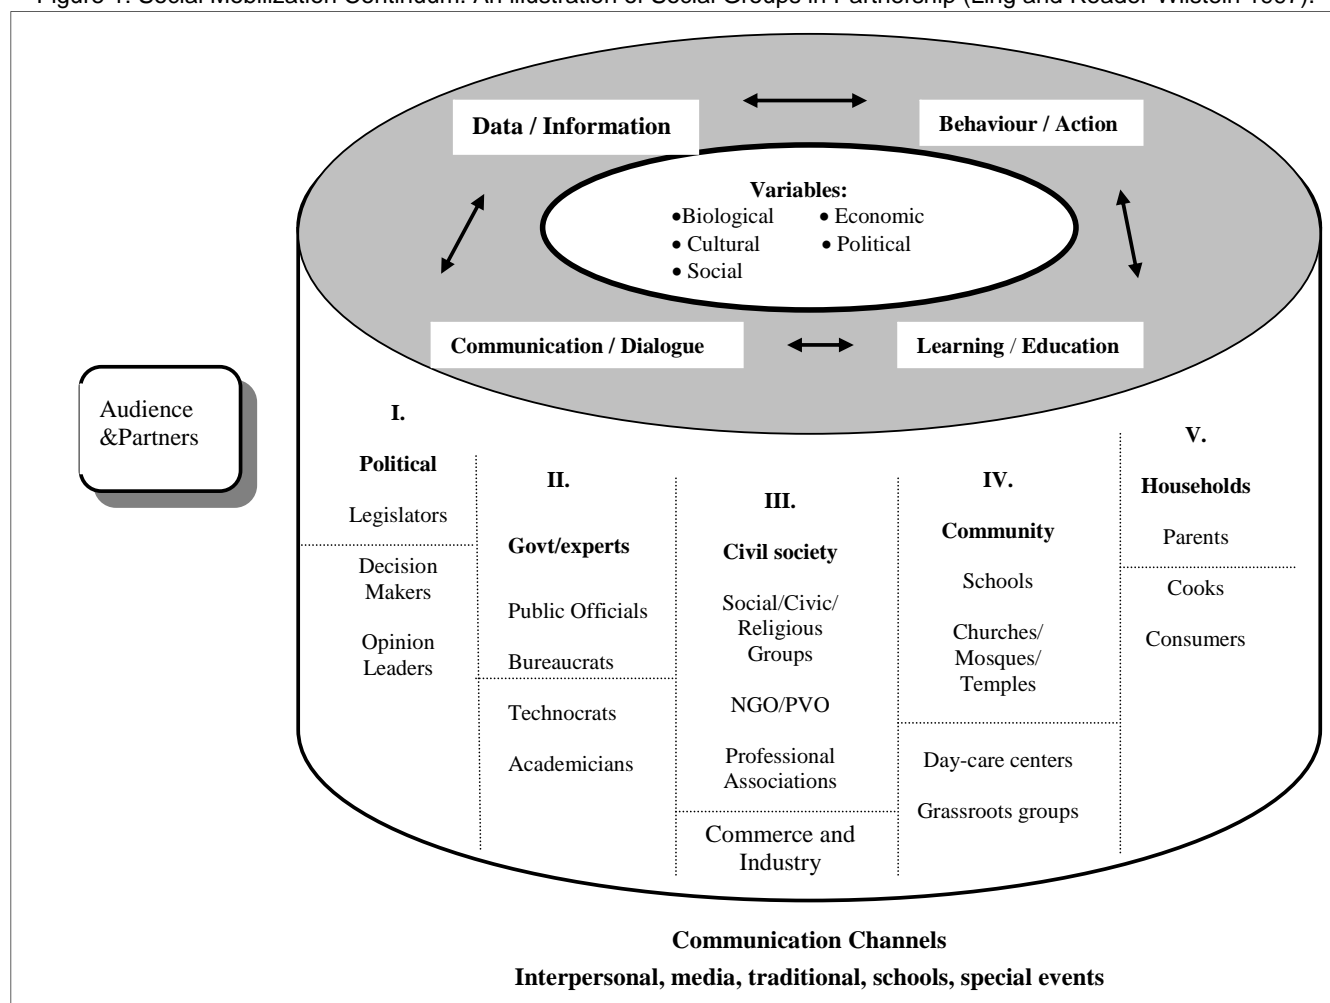 Figure 1: Social Mobilization Continuum: An illustration of Social Groups in Partnership (Ling and Reader-Wilstein 1997).
Data / Information
Behaviour / Action
Variables:
•Biological • Economic
• Cultural • Political
• Social
Communication / Dialogue
Learning / Education
Audience
&Partners
I.
Political
Legislators
Decision
Makers
Opinion
Leaders
II.
Govt/experts
Public Officials
Bureaucrats
Technocrats
Academicians
III.
Civil society
Social/Civic/
Religious
Groups
NGO/PVO
Professional
Associations
Commerce and
Industry
IV.
Community
Schools
Churches/
Mosques/
Temples
Day-care centers
Grassroots groups
V.
Households
Parents
Cooks
Consumers
Communication Channels
Interpersonal, media, traditional, schools, special events